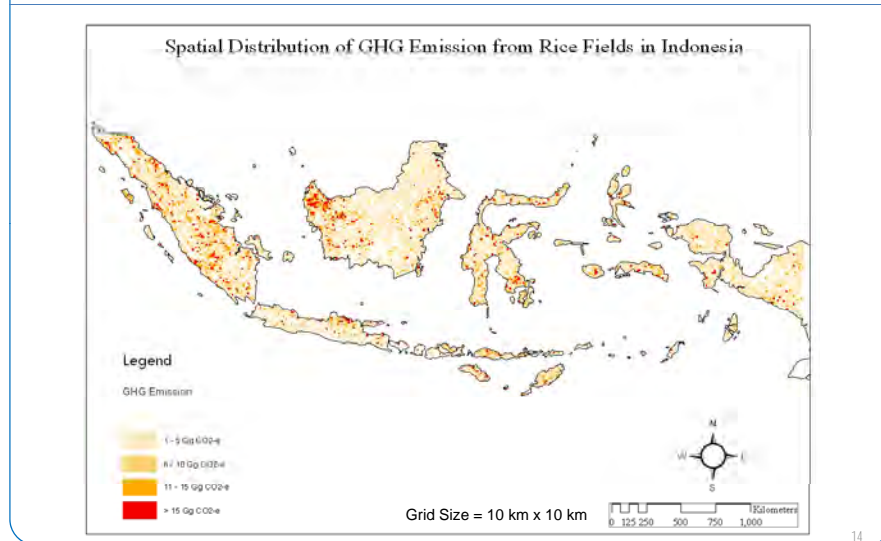 Spatial Distribution of GHG Emission from Rice Fields in Indonesia
Legend
GHG Emission
1 - 5 Gg CO2-e
6 / 10 Gg CO2-e
11 - 15 Gg CO2-e
> 15 Gg CO2-e
N
W E
S
Grid Size = 10 km x 10 km
Kilometers
0 125 250 500 750 1,000
14